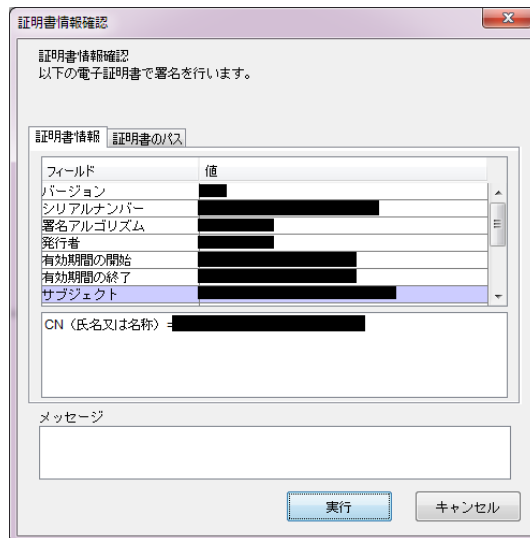 証明書情報確認
証明書情報確認
以下の電子証明書で署名を行います。
証明書情報 証明書のパス
フィールド 値
バージョン
シリアルナンバー
署名アルゴリズム
発行者
有効期間の開始
有効期間の終了
サブジェクト
CN（氏名又は名称）=
メッセージ
実行 キャンセル